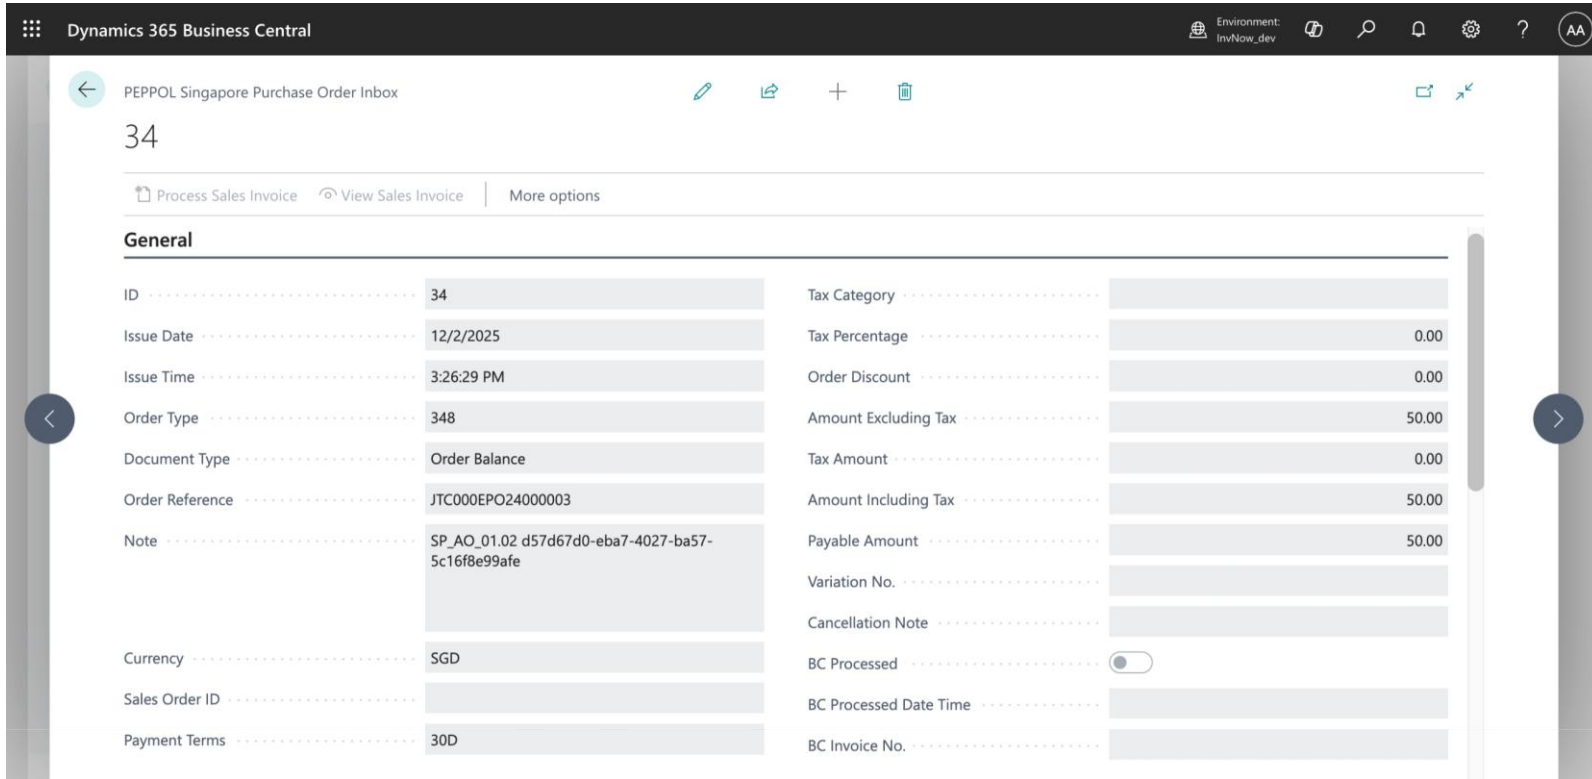 Dynamics 365 Business Central
Environment:
InvNow_dev
?
AA
PEPPOL Singapore Purchase Order Inbox
34
Process Sales Invoice
View Sales Invoice
More options
General
ID
34
Issue Date
12/2/2025
Issue Time
3:26:29 PM
Order Type
348
Document Type
Order Balance
Order Reference
JTC000EPO24000003
Note
SP_AO_01.02 d57d67d0-eba7-4027-ba57-
5c16f8e99afe
Currency
SGD
Sales Order ID
Payment Terms
30D
Tax Category
Tax Percentage
0.00
Order Discount
0.00
Amount Excluding Tax
50.00
Tax Amount
0.00
Amount Including Tax
50.00
Payable Amount
50.00
Variation No.
Cancellation Note
BC Processed
BC Processed Date Time
BC Invoice No.